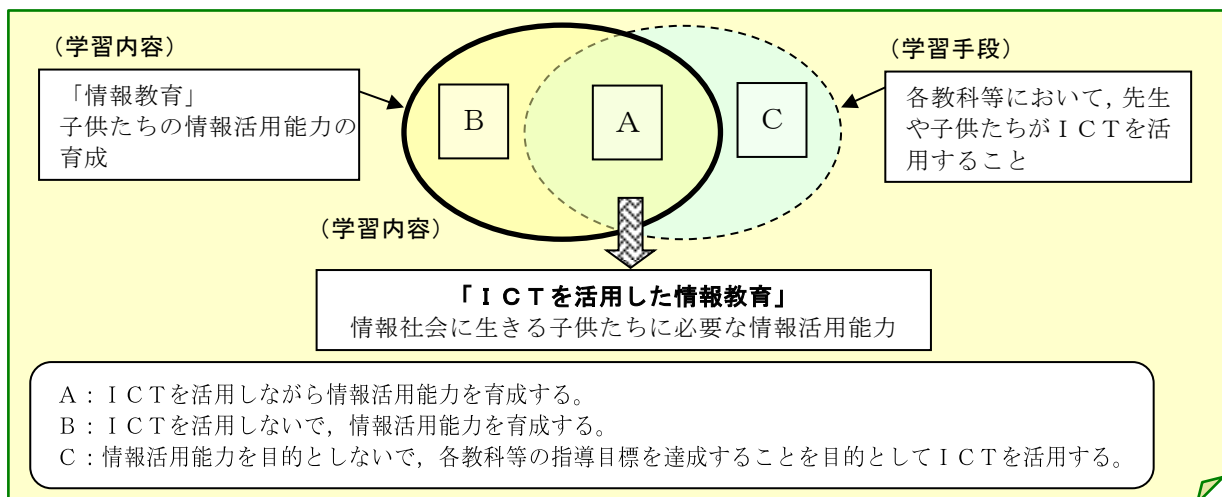 （学習内容）
（学習手段）
「情報教育」
子供たちの情報活用能力の
育成
B
A
C
各教科等において，先生
や子供たちがＩＣＴを活
用すること
（学習内容）
「ＩＣＴを活用した情報教育」
情報社会に生きる子供たちに必要な情報活用能力
Ａ：ＩＣＴを活用しながら情報活用能力を育成する。
Ｂ：ＩＣＴを活用しないで，情報活用能力を育成する。
Ｃ：情報活用能力を目的としないで，各教科等の指導目標を達成することを目的としてＩＣＴを活用する。